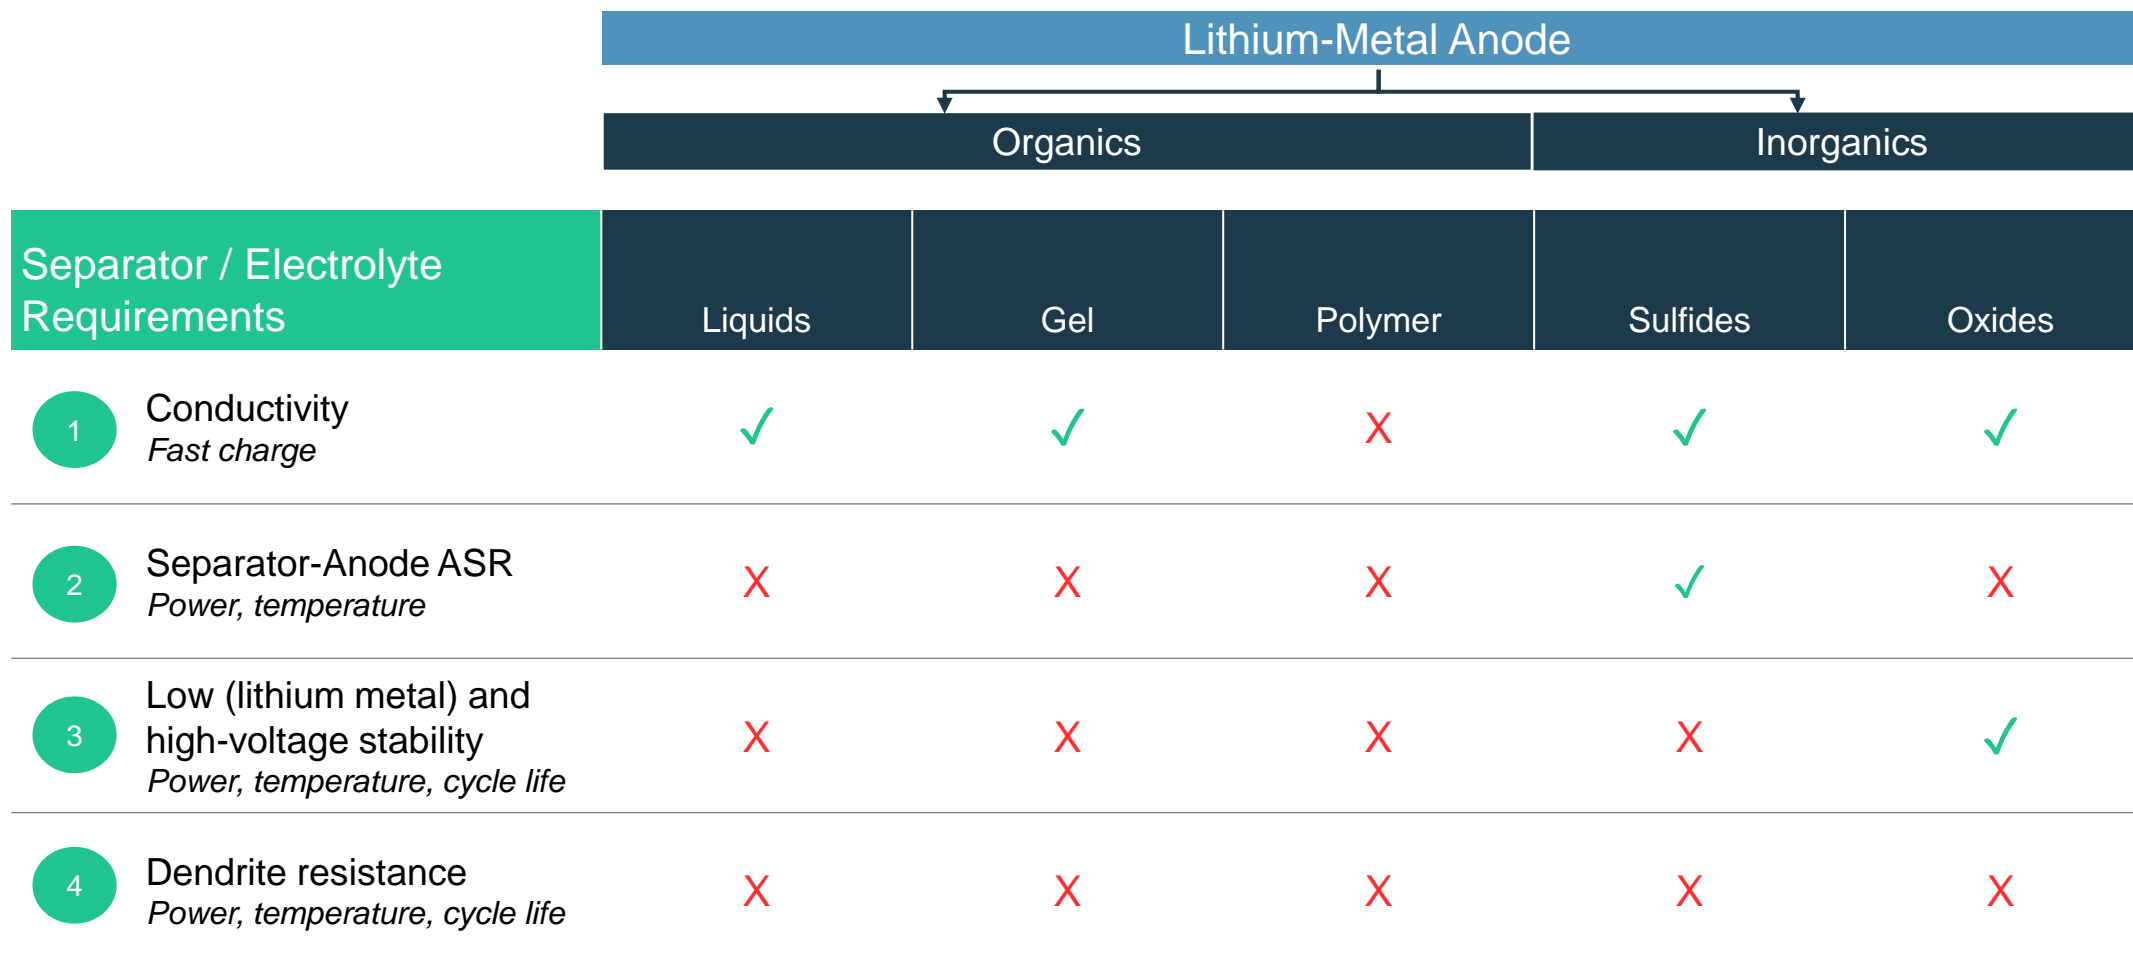 Lithium-Metal Anode
Organics
Inorganics
Separator / Electrolyte
Requirements
Liquids
Gel
Polymer
Sulfides
Oxides
1
Conductivity
Fast charge
✓ ✓ X ✓ ✓
2
Separator-Anode ASR
Power, temperature
X X X ✓ X
3
Low (lithium metal) and
high-voltage stability
Power, temperature, cycle life
X X X X ✓
4
Dendrite resistance
Power, temperature, cycle life
X X X X X